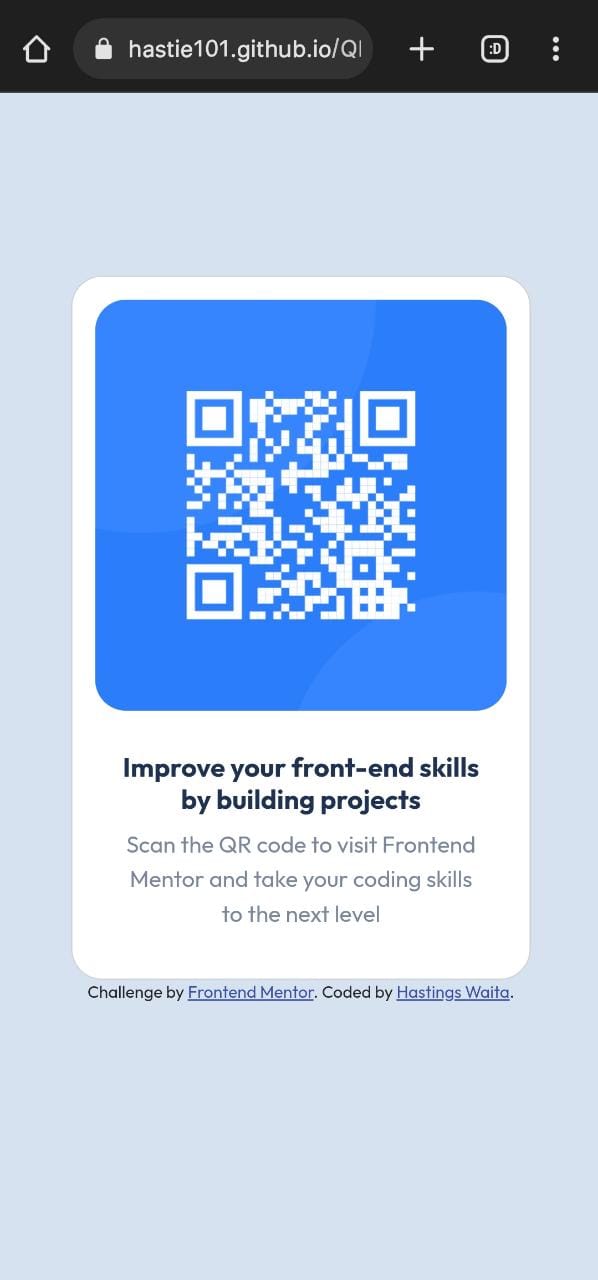 hastie101.github.io/Q
:D
Improve your front-end skills
by building projects
Scan the QR code to visit Frontend
Mentor and take your coding skills
to the next level
Challenge by Frontend Mentor. Coded by Hastings Waita.